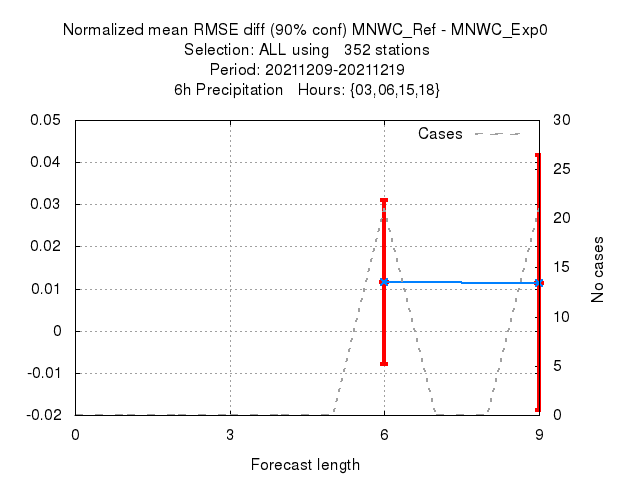 Normalized mean RMSE diff (90% conf) MNWC_Ref - MNWC_Exp0
Selection: ALL using 352 stations
Period: 20211209-20211219
6h Precipitation Hours: {03,06,15,18}
Cases
0.05
0.04
0.03
0.02
0.01
0
-0.01
-0.02
30
25
20
15
10
5
0
No cases
0 3 6 9
Forecast length